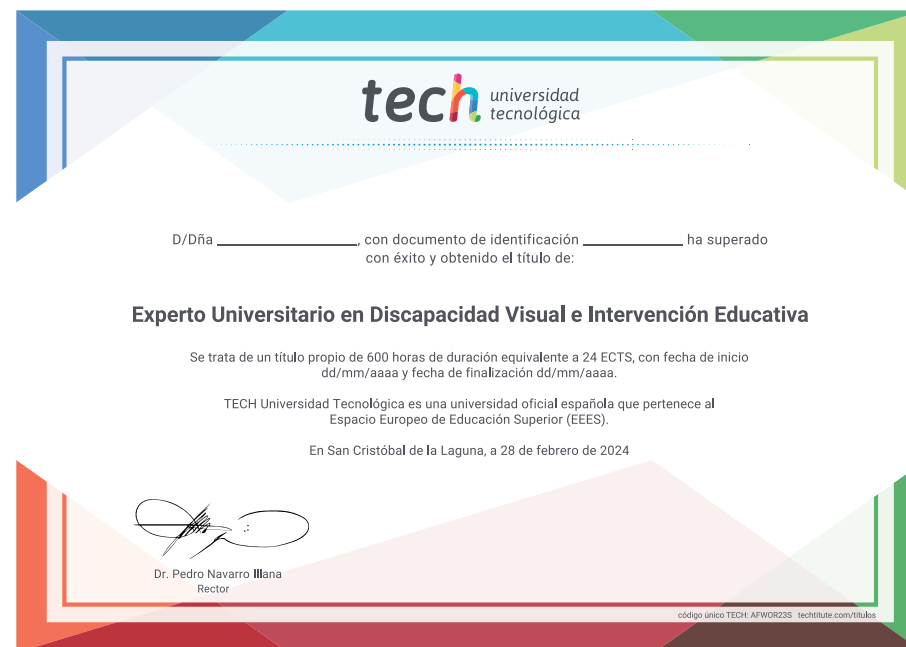 tech universidad
tecnológica
D/Dña ____________________, con documento de identificación ______________ ha superado
con éxito y obtenido el título de:
Experto Universitario en Discapacidad Visual e Intervención Educativa
Se trata de un título propio de 600 horas de duración equivalente a 24 ECTS, con fecha de inicio
dd/mm/aaaa y fecha de finalización dd/mm/aaaa.
TECH Universidad Tecnológica es una universidad oficial española que pertenece al
Espacio Europeo de Educación Superior (EEES).
En San Cristóbal de la Laguna, a 28 de febrero de 2024
Dr. Pedro Navarro Illana
Rector
código único TECH: AFWOR23S techtitute.com/titulos